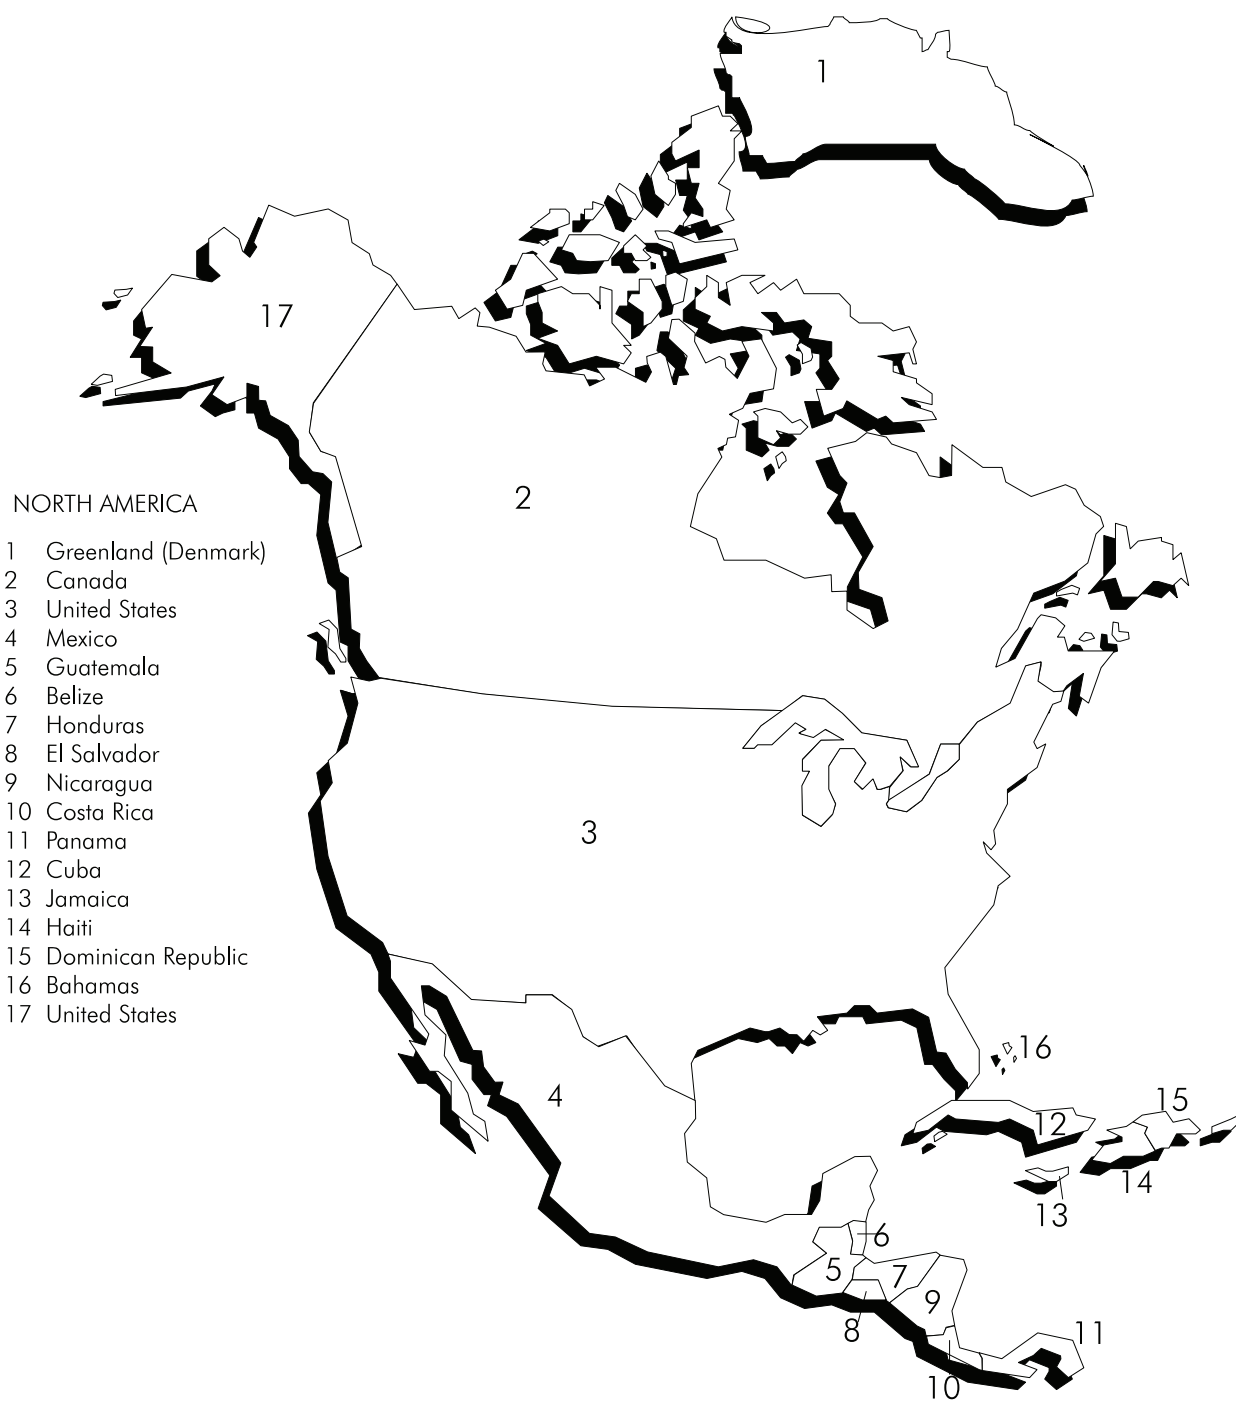 1
17
2
NORTH AMERICA
1 Greenland (Denmark)
2 Canada
3 United States
4 Mexico
5 Guatemala
6 Belize
7 Honduras
8 El Salvador
9 Nicaragua
10 Costa Rica
11 Panama
12 Cuba
13 Jamaica
14 Haiti
15 Dominican Republic
16 Bahamas
17 United States
3
16
4
15
12
14
13
6
5
7
9
8
11
10